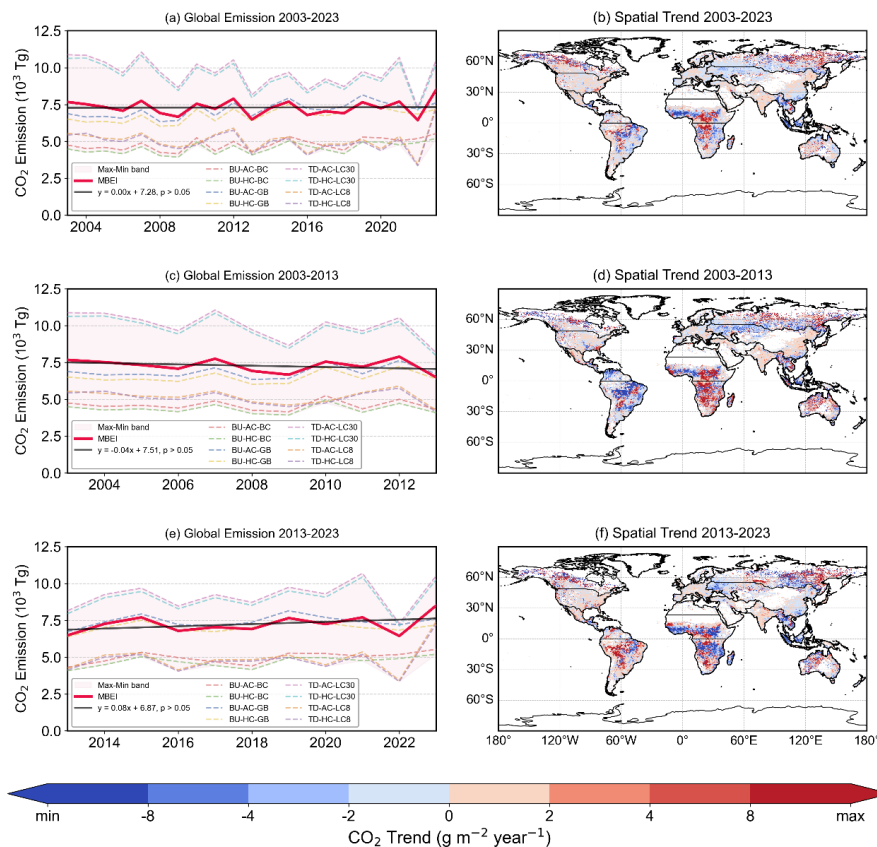 (a) Global Emission 2003-2023
12.5
10.0
7.5
5.0
2.5
0.0
CO₂ Emission (10³ Tg)
Max-Min band
MBEI
y = 0.00x + 7.28, p > 0.05
BU-AC-BC
BU-HC-BC
BU-AC-GB
BU-HC-GB
TD-AC-LC30
TD-HC-LC30
TD-AC-LC8
TD-HC-LC8
2004 2008 2012 2016 2020
(b) Spatial Trend 2003-2023
60°N
30°N
0°
30°S
60°S
(c) Global Emission 2003-2013
12.5
10.0
7.5
5.0
2.5
0.0
CO₂ Emission (10³ Tg)
Max-Min band
MBEI
y = -0.04x + 7.51, p > 0.05
BU-AC-BC
BU-HC-BC
BU-AC-GB
BU-HC-GB
TD-AC-LC30
TD-HC-LC30
TD-AC-LC8
TD-HC-LC8
2004 2006 2008 2010 2012
(d) Spatial Trend 2003-2013
60°N
30°N
0°
30°S
60°S
(e) Global Emission 2013-2023
12.5
10.0
7.5
5.0
2.5
0.0
CO₂ Emission (10³ Tg)
Max-Min band
MBEI
y = 0.08x + 6.87, p > 0.05
BU-AC-BC
BU-HC-BC
BU-AC-GB
BU-HC-GB
TD-AC-LC30
TD-HC-LC30
TD-AC-LC8
TD-HC-LC8
2014 2016 2018 2020 2022
(f) Spatial Trend 2013-2023
60°N
30°N
0°
30°S
60°S
180° 120°W 60°W 0° 60°E 120°E 180°
min -8 -4 -2 0 2 4 8 max
CO₂ Trend (g m⁻² year⁻¹)